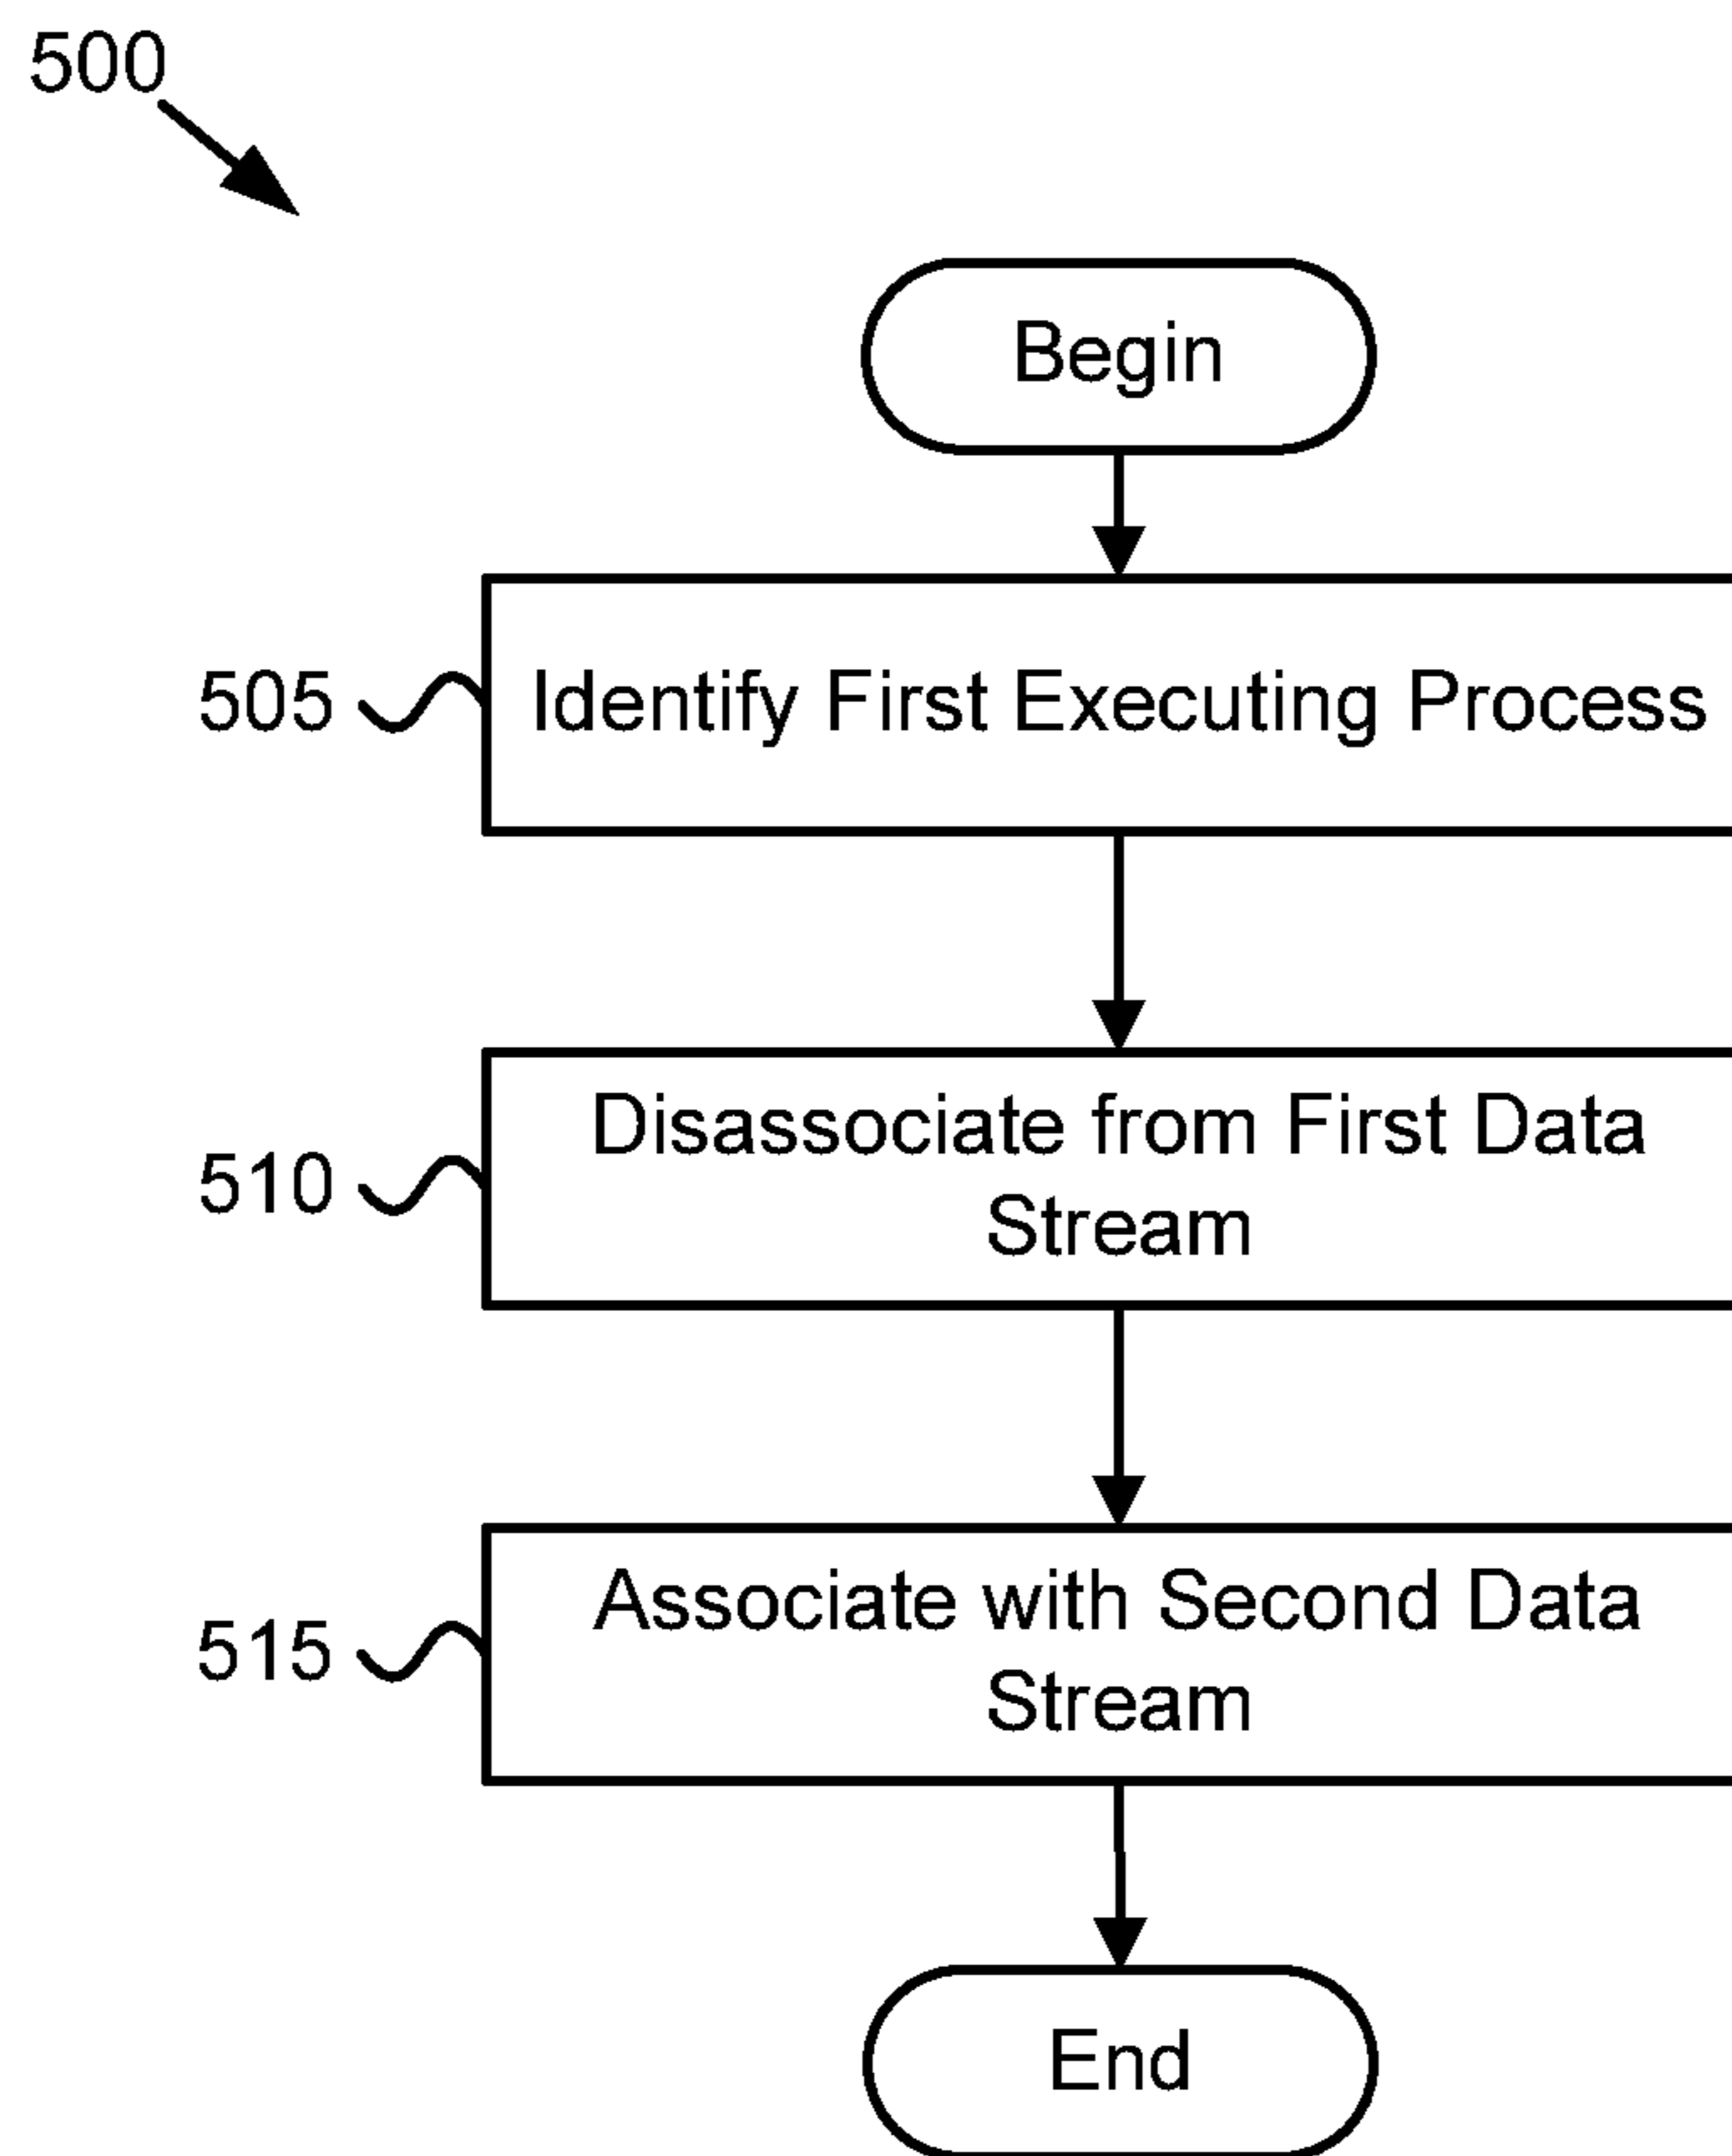 500
Begin
505
Identify First Executing Process
510
Disassociate from First Data
Stream
515
Associate with Second Data
Stream
End